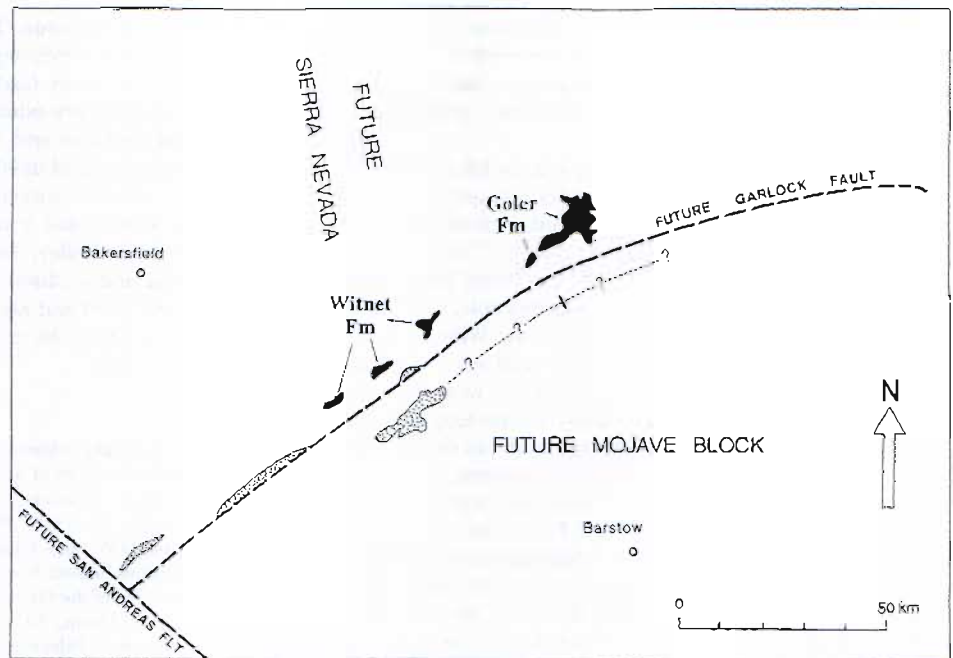 FUTURE
SIERRA NEVADA
Goler
Fm
FUTURE GARLOCK FAULT
Bakersfield
Witnet
Fm
?
?
?
?
N
FUTURE MOJAVE BLOCK
Barstow
FUTURE SAN ANDREAS FLT
0
50 km